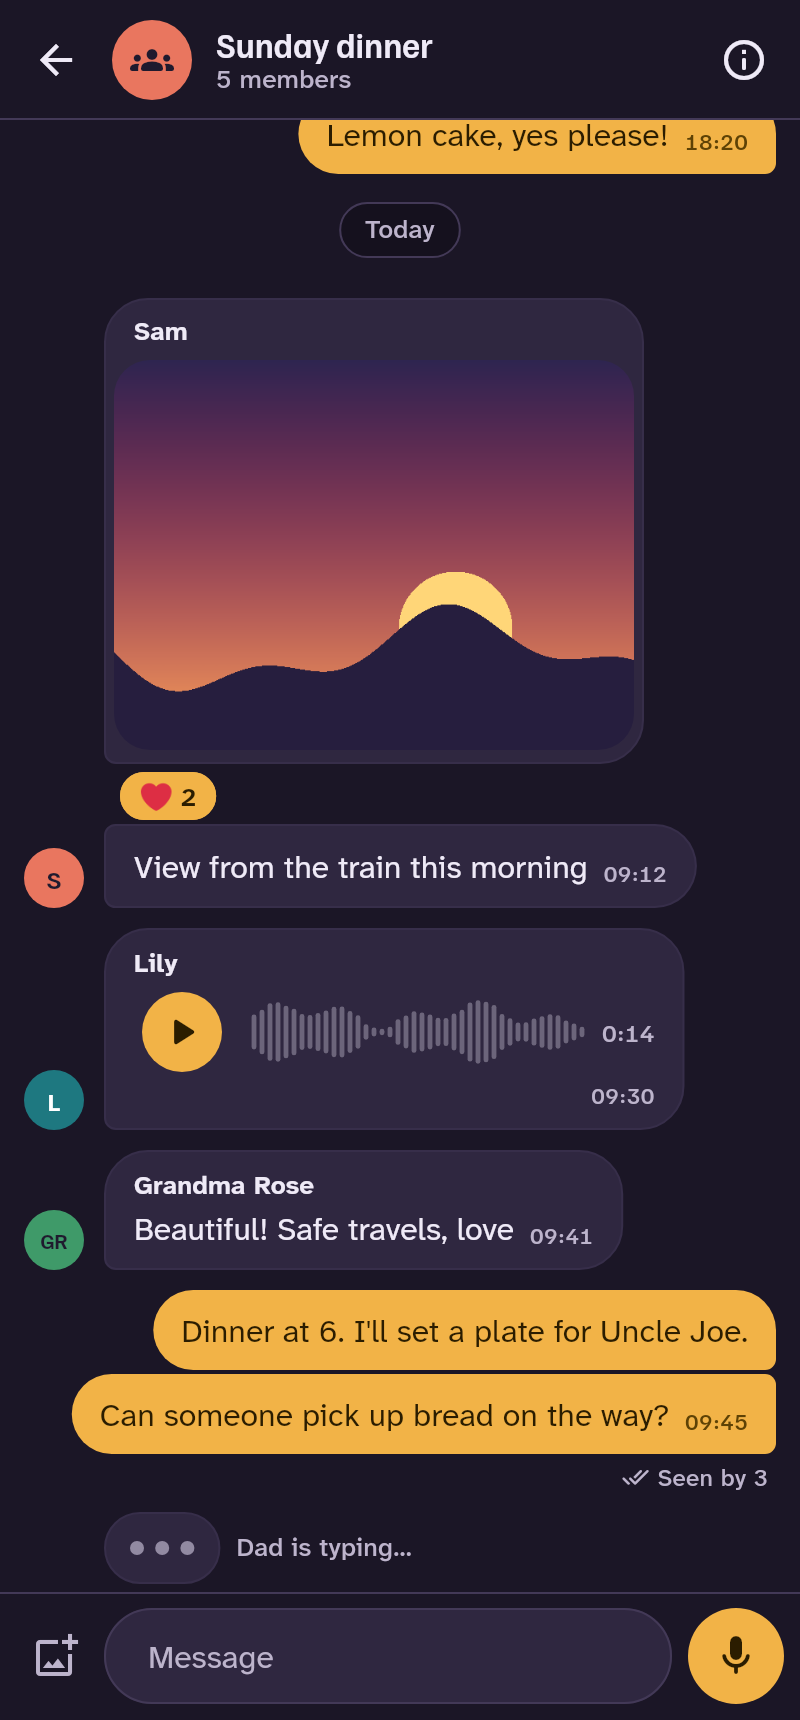 Sunday dinner
5 members
Lemon cake, yes please! 18:20
Today
Sam
❤️ 2
S
View from the train this morning 09:12
Lily
0:14
09:30
L
Grandma Rose
Beautiful! Safe travels, love 09:41
GR
Dinner at 6. I'll set a plate for Uncle Joe.
Can someone pick up bread on the way? 09:45
Seen by 3
Dad is typing...
Message